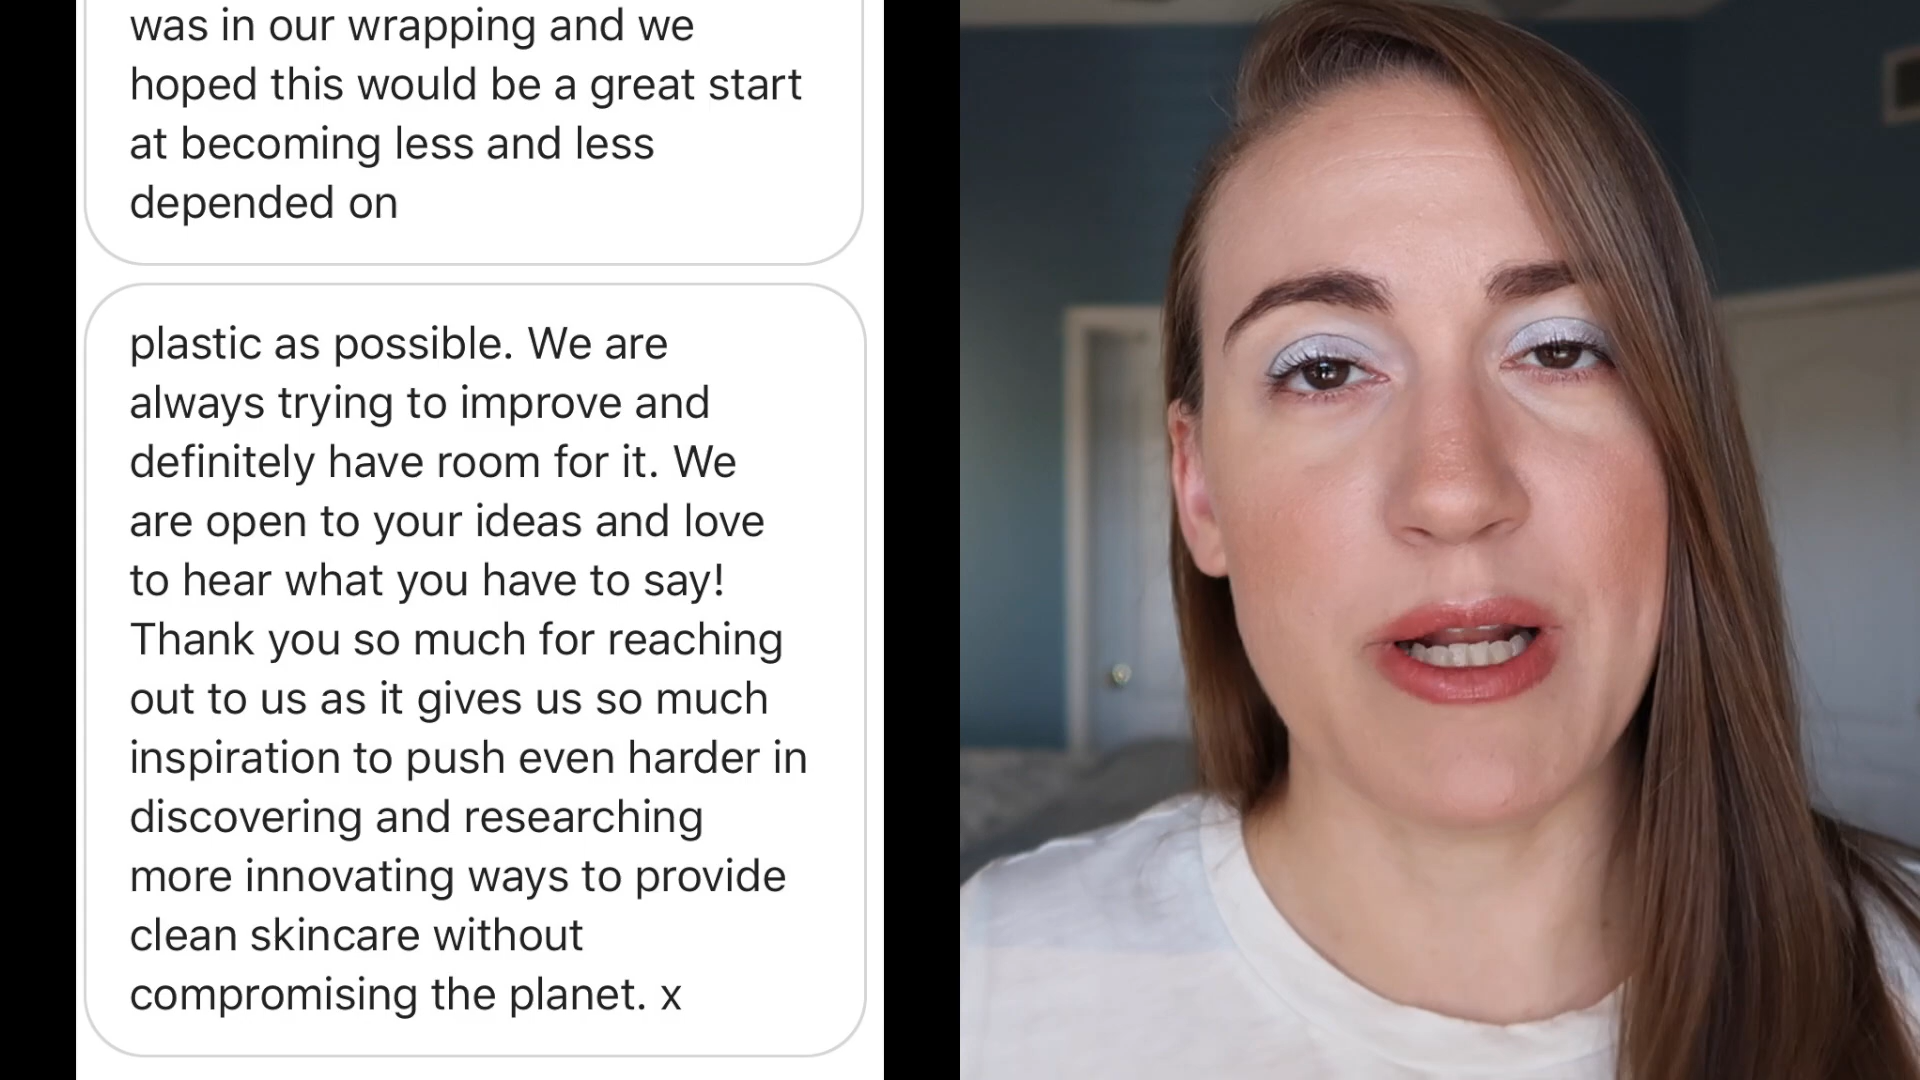 was in our wrapping and we
hoped this would be a great start
at becoming less and less
depended on
plastic as possible. We are
always trying to improve and
definitely have room for it. We
are open to your ideas and love
to hear what you have to say!
Thank you so much for reaching
out to us as it gives us so much
inspiration to push even harder in
discovering and researching
more innovating ways to provide
clean skincare without
compromising the planet. x